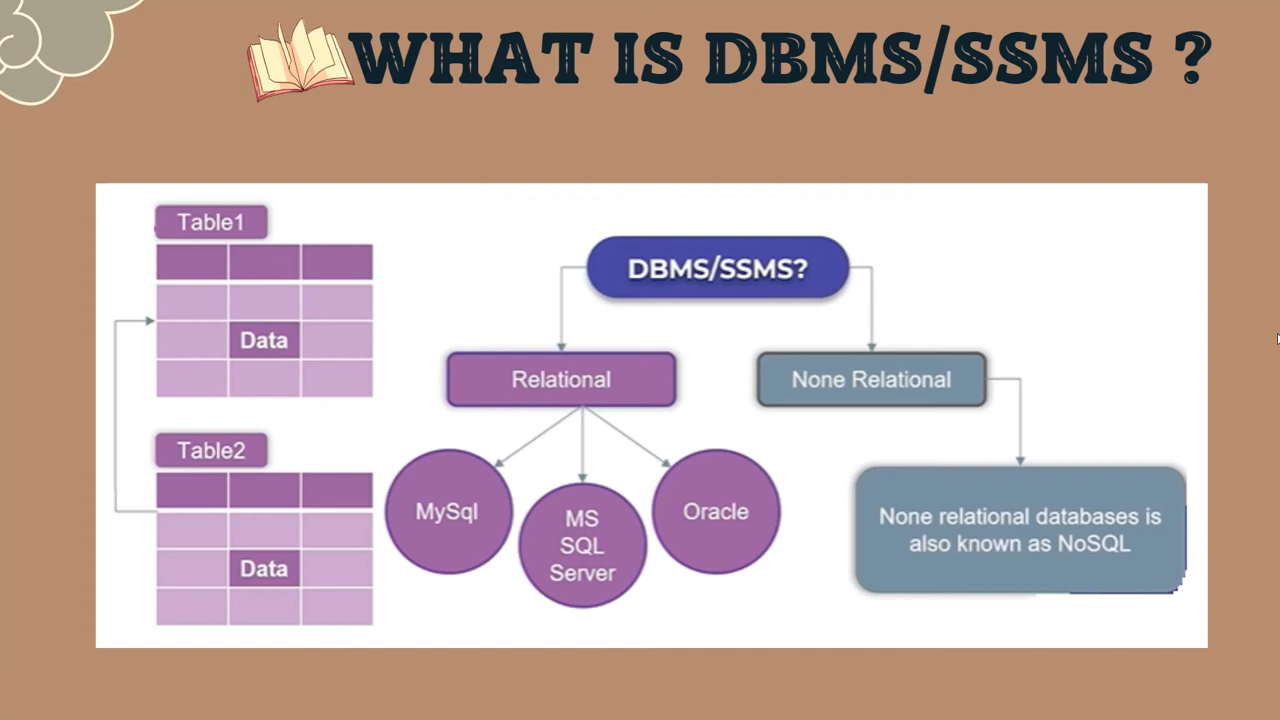 WHAT IS DBMS/SSMS ?
Table1
Data
Table2
Data
DBMS/SSMS?
Relational
None Relational
MySql
MS
SQL
Server
Oracle
None relational databases is
also known as NoSQL